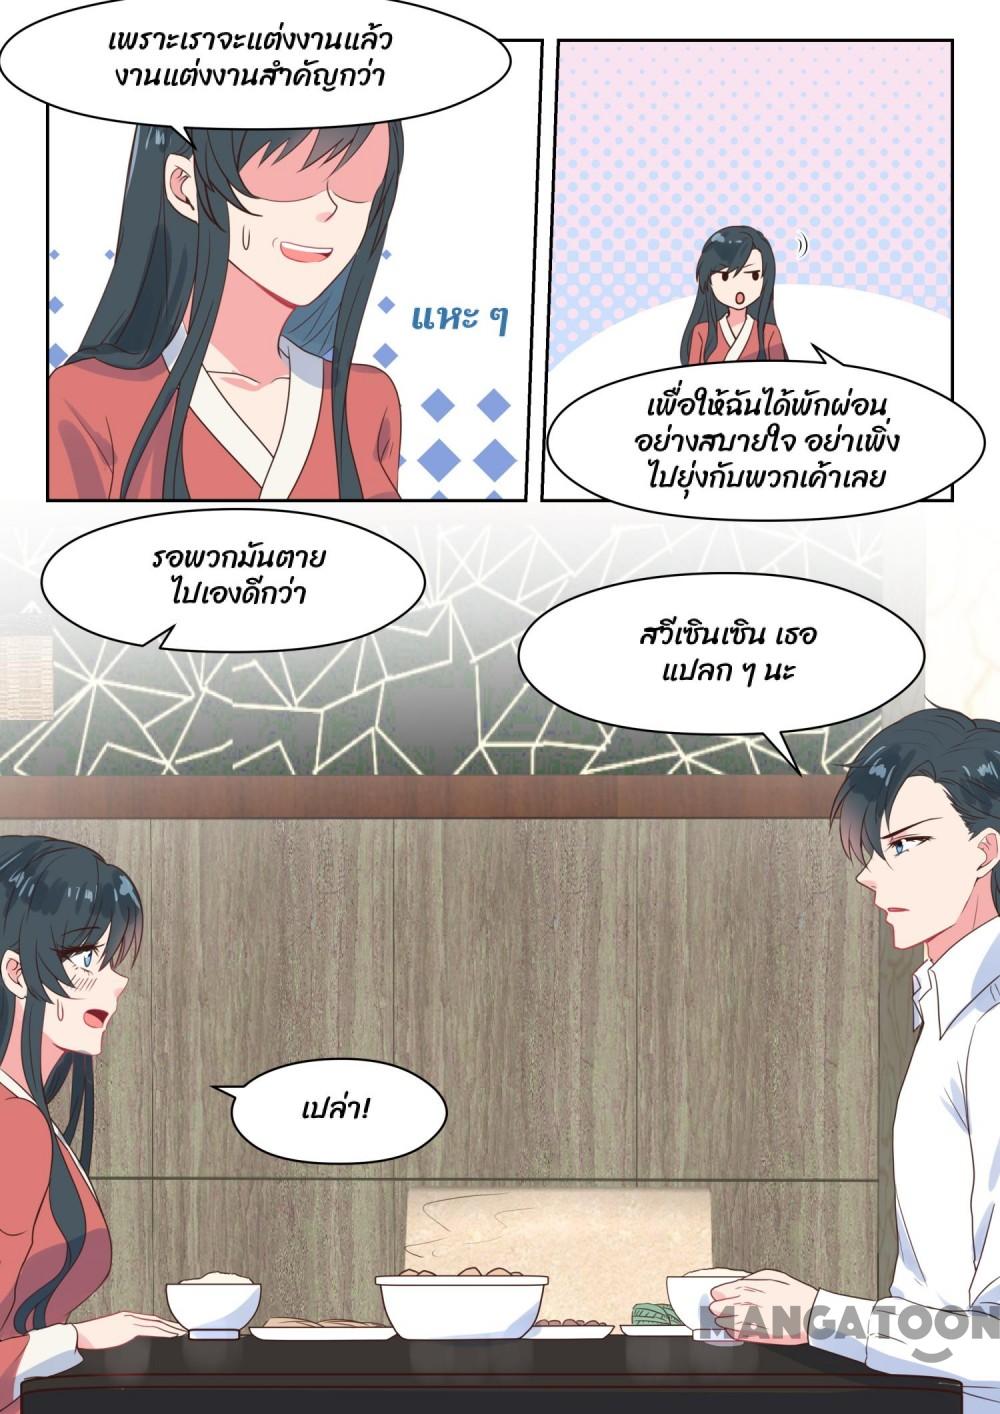 เพราะเราจะแต่งงานแล้ว
งานแต่งงานสำคัญกว่า
แหะ ๆ
เพื่อให้ฉันได้พักผ่อน
อย่างสบายใจ อย่าเพิ่ง
ไปยุ่งกับพวกเค้าเลย
รอพวกมันตาย
ไปเองดีกว่า
สวีเซินเซิน เธอ
แปลก ๆ นะ
เปล่า!
MANGATOON